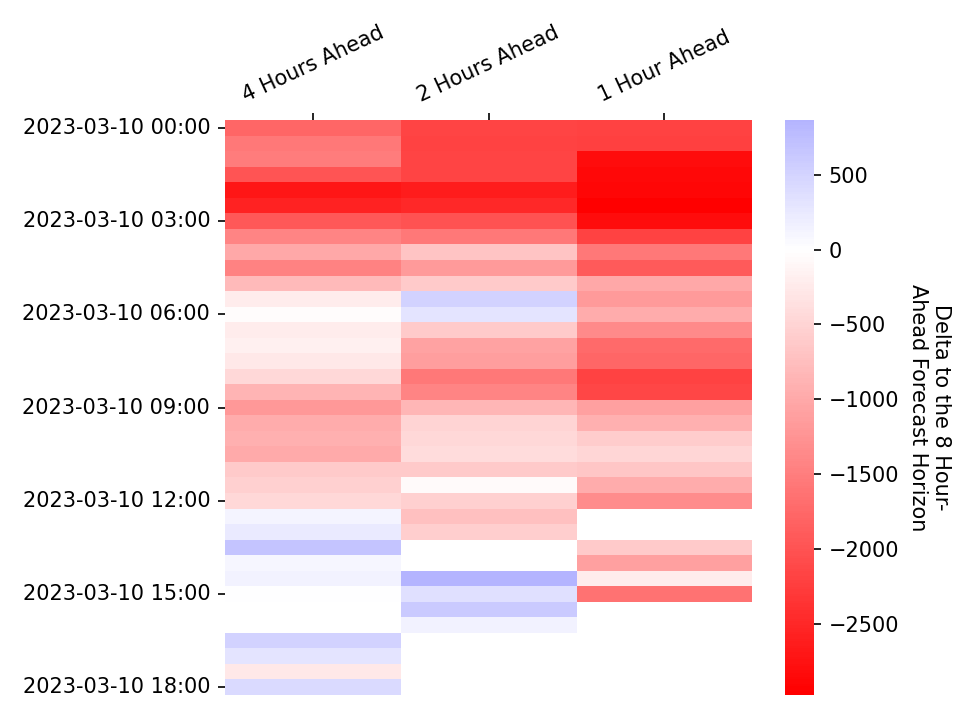 4 Hours Ahead
2 Hours Ahead
1 Hour Ahead
2023-03-10 00:00
2023-03-10 03:00
2023-03-10 06:00
2023-03-10 09:00
2023-03-10 12:00
2023-03-10 15:00
2023-03-10 18:00
500
0
−500
−1000
−1500
−2000
−2500
Delta to the 8 Hour-
Ahead Forecast Horizon